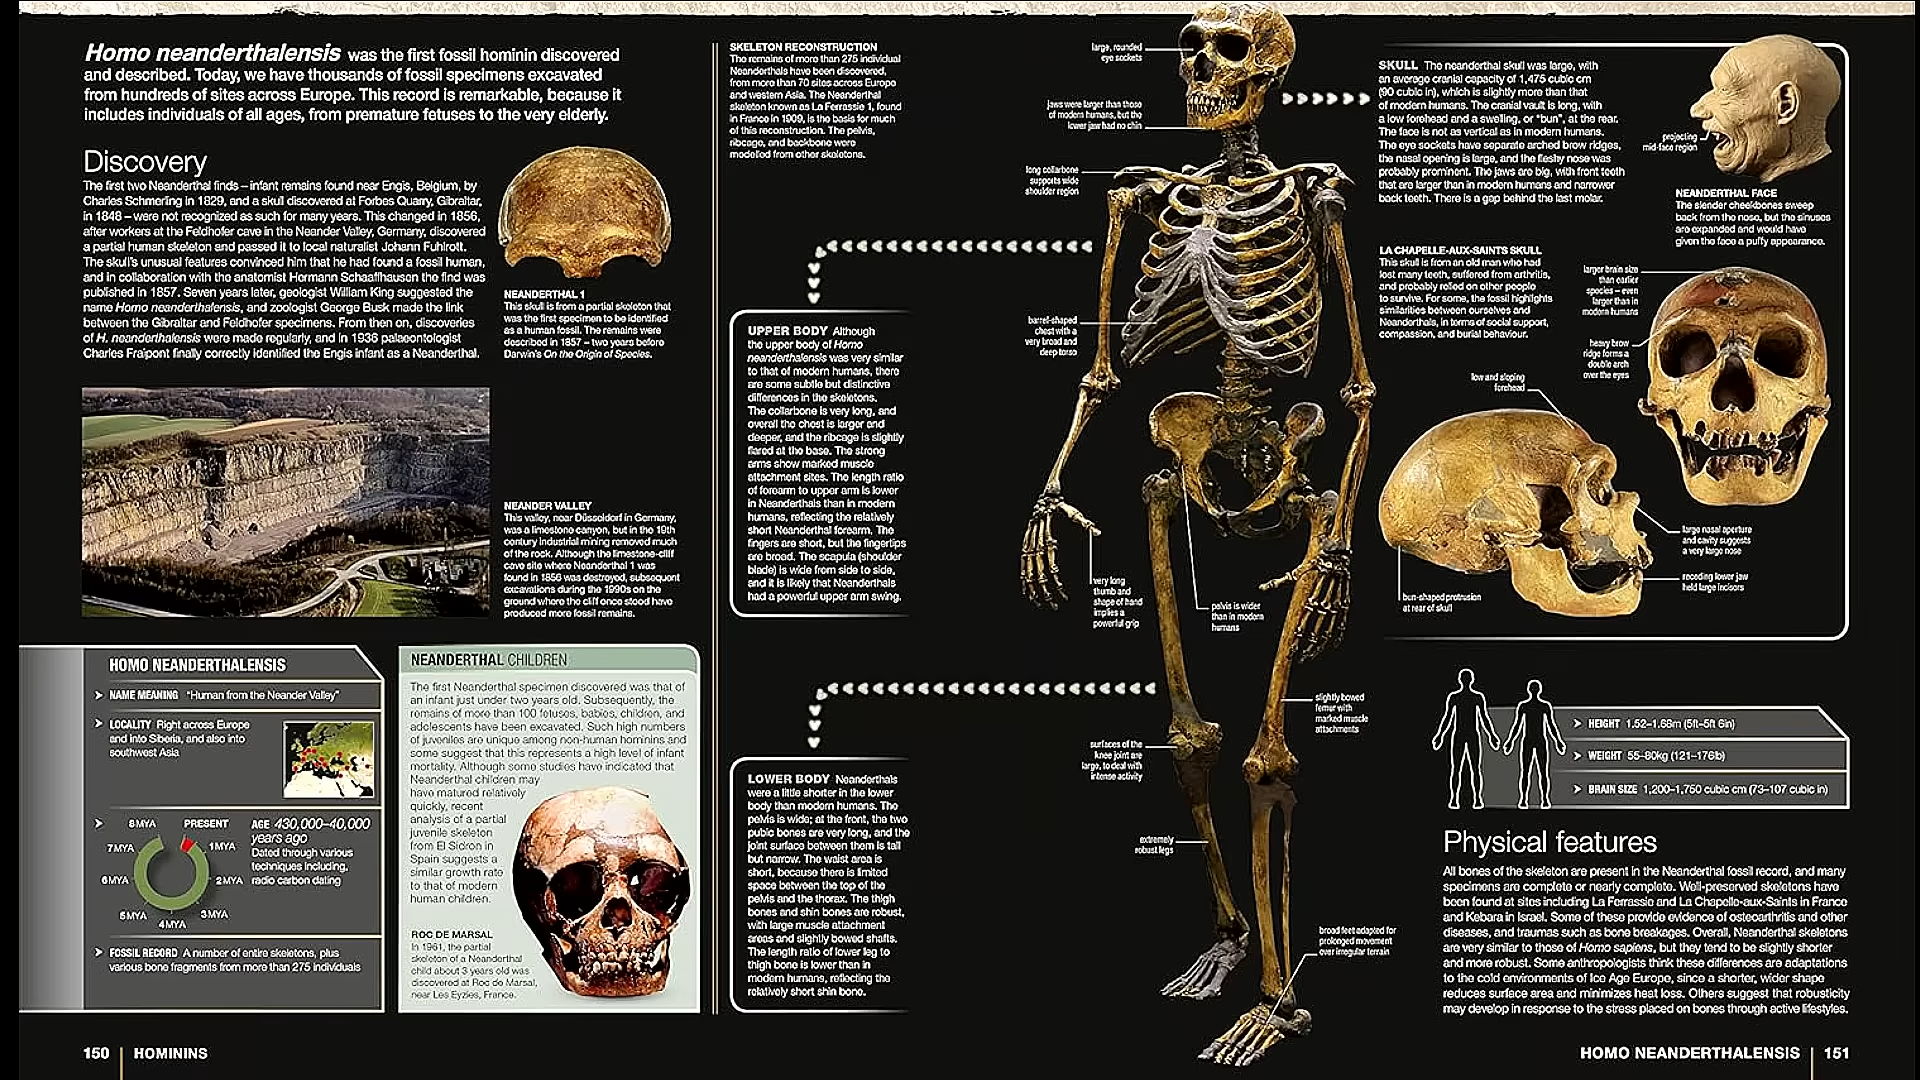 Homo neanderthalensis was the first fossil hominin discovered
and described. Today, we have thousands of fossil specimens excavated
from hundreds of sites across Europe. This record is remarkable, because it
includes individuals of all ages, from premature fetuses to the very elderly.
Discovery
The first two Neanderthal finds – infant remains found near Engis, Belgium, by
Charles Schmerling in 1829, and a skull discovered at Forbes Quarry, Gibraltar,
in 1848 – were not recognized as such for many years. This changed in 1856,
after workers at the Feldhofer cave in the Neander Valley, Germany, discovered
a partial human skeleton and passed it to local naturalist Johann Fuhlrott.
The skull's unusual features convinced him that he had found a fossil human,
and in collaboration with the anatomist Hermann Schaaffhausen the find was
published in 1857. Seven years later, geologist William King suggested the
name Homo neanderthalensis, and zoologist George Busk made the link
between the Gibraltar and Feldhofer specimens. From then on, discoveries
of H. neanderthalensis were made regularly, and in 1936 palaeontologist
Charles Fraipont finally correctly identified the Engis infant as a Neanderthal.
NEANDERTHAL 1
This skull is from a partial skeleton that
was the first specimen to be identified
as a human fossil. The remains were
described in 1857 – two years before
Darwin's On the Origin of Species.
NEANDER VALLEY
This valley, near Düsseldorf in Germany,
was a limestone canyon, but in the 19th
century industrial mining removed much
of the rock. Although the limestone-cliff
cave site where Neanderthal 1 was
found in 1856 was destroyed, subsequent
excavations during the 1990s on the
ground where the cliff once stood have
produced more fossil remains.
HOMO NEANDERTHALENSIS
NAME MEANING "Human from the Neander Valley"
LOCALITY Right across Europe
and into Siberia, and also into
southwest Asia
8MYA
PRESENT
7MYA
1MYA
6MYA
2MYA
5MYA
3MYA
4MYA
AGE 430,000–40,000
years ago
Dated through various
techniques including,
radio carbon dating
FOSSIL RECORD A number of entire skeletons, plus
various bone fragments from more than 275 individuals
NEANDERTHAL CHILDREN
The first Neanderthal specimen discovered was that of
an infant just under two years old. Subsequently, the
remains of more than 100 fetuses, babies, children, and
adolescents have been excavated. Such high numbers
of juveniles are unique among non-human hominins and
some suggest that this represents a high level of infant
mortality. Although some studies have indicated that
Neanderthal children may
have matured relatively
quickly, recent
analysis of a partial
juvenile skeleton
from El Sidron in
Spain suggests a
similar growth rate
to that of modern
human children.
ROC DE MARSAL
In 1961, the partial
skeleton of a Neanderthal
child about 3 years old was
discovered at Roc de Marsal,
near Les Eyzies, France.
150
HOMININS
SKELETON RECONSTRUCTION
The remains of more than 275 individual
Neanderthals have been discovered,
from more than 70 sites across Europe
and western Asia. The Neanderthal
skeleton known as La Ferrassie 1, found
in France in 1909, is the basis for much
of this reconstruction. The pelvis,
ribcage, and backbone were
modelled from other skeletons.
UPPER BODY Although
the upper body of Homo
neanderthalensis was very similar
to that of modern humans, there
are some subtle but distinctive
differences in the skeletons.
The collarbone is very long, and
overall the chest is larger and
deeper, and the ribcage is slightly
flared at the base. The strong
arms show marked muscle
attachment sites. The length ratio
of forearm to upper arm is lower
in Neanderthals than in modern
humans, reflecting the relatively
short Neanderthal forearm. The
fingers are short, but the fingertips
are broad. The scapula (shoulder
blade) is wide from side to side,
and it is likely that Neanderthals
had a powerful upper arm swing.
LOWER BODY Neanderthals
were a little shorter in the lower
body than modern humans. The
pelvis is wide; at the front, the two
pubic bones are very long, and the
joint surface between them is tall
but narrow. The waist area is
short, because there is limited
space between the top of the
pelvis and the thorax. The thigh
bones and shin bones are robust,
with large muscle attachment
areas and slightly bowed shafts.
The length ratio of lower leg to
thigh bone is lower than in
modern humans, reflecting the
relatively short shin bone.
large, rounded
eye sockets
jaws were larger than those
of modern humans, but the
lower jaw had no chin
long collarbone
supports wide
shoulder region
barrel-shaped
chest with a
very broad and
deep torso
very long
thumb and
shape of hand
implies a
powerful grip
pelvis is wider
than in modern
humans
slightly bowed
femur with
marked muscle
attachments
surfaces of the
knee joint are
large, to deal with
intense activity
extremely
robust legs
broad feet adapted for
prolonged movement
over irregular terrain
SKULL The neanderthal skull was large, with
an average cranial capacity of 1,475 cubic cm
(90 cubic in), which is slightly more than that
of modern humans. The cranial vault is long, with
a low forehead and a swelling, or "bun", at the rear.
The face is not as vertical as in modern humans.
The eye sockets have separate arched brow ridges,
the nasal opening is large, and the fleshy nose was
probably prominent. The jaws are big, with front teeth
that are larger than in modern humans and narrower
back teeth. There is a gap behind the last molar.
projecting
mid-face region
NEANDERTHAL FACE
The slender cheekbones sweep
back from the nose, but the sinuses
are expanded and would have
given the face a puffy appearance.
LA CHAPELLE-AUX-SAINTS SKULL
This skull is from an old man who had
lost many teeth, suffered from arthritis,
and probably relied on other people
to survive. For some, the fossil highlights
similarities between ourselves and
Neanderthals, in terms of social support,
compassion, and burial behaviour.
larger brain size
than earlier
species – even
larger than in
modern humans
heavy brow
ridge forms a
double arch
over the eyes
low and sloping
forehead
large nasal aperture
and cavity suggests
a very large nose
receding lower jaw
held large incisors
bun-shaped protrusion
at rear of skull
HEIGHT 1.52–1.68m (5ft–5ft 6in)
WEIGHT 55–80kg (121–176lb)
BRAIN SIZE 1,200–1,750 cubic cm (73–107 cubic in)
Physical features
All bones of the skeleton are present in the Neanderthal fossil record, and many
specimens are complete or nearly complete. Well-preserved skeletons have
been found at sites including La Ferrassie and La Chapelle-aux-Saints in France
and Kebara in Israel. Some of these provide evidence of osteoarthritis and other
diseases, and traumas such as bone breakages. Overall, Neanderthal skeletons
are very similar to those of Homo sapiens, but they tend to be slightly shorter
and more robust. Some anthropologists think these differences are adaptations
to the cold environments of Ice Age Europe, since a shorter, wider shape
reduces surface area and minimizes heat loss. Others suggest that robusticity
may develop in response to the stress placed on bones through active lifestyles.
HOMO NEANDERTHALENSIS
151